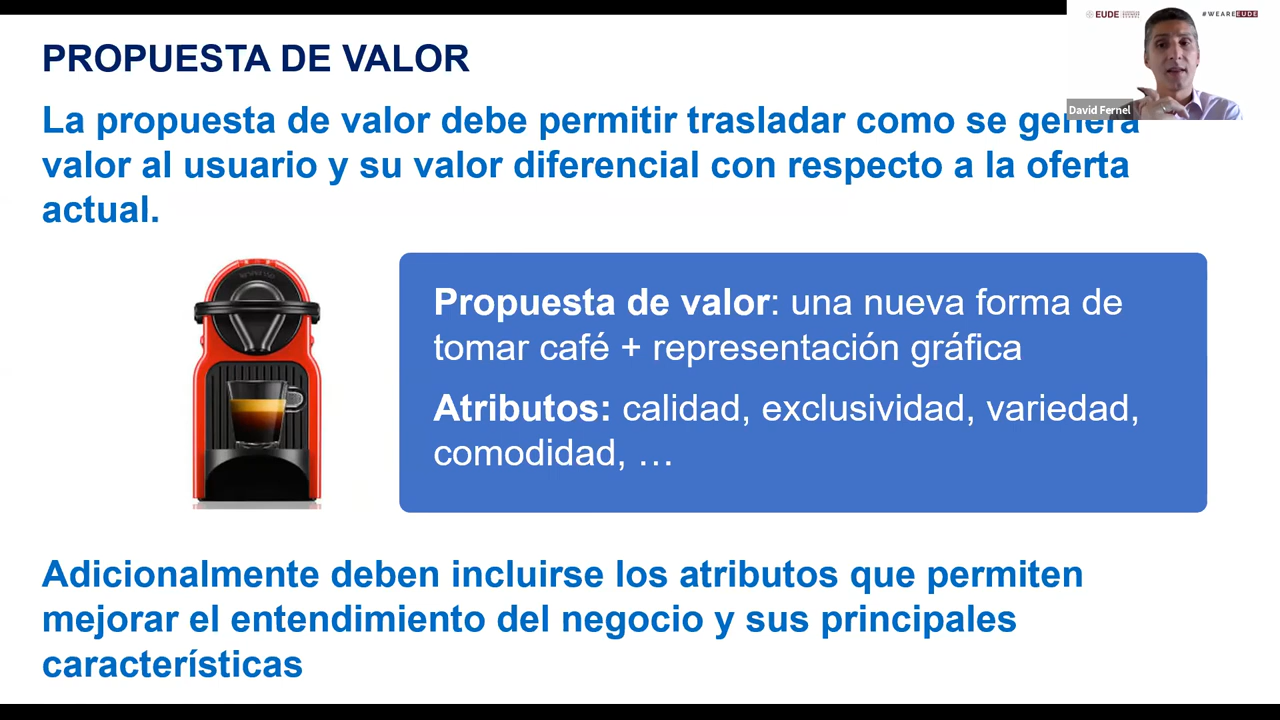 EUDE
#WEAREEUDE
David Fernel
PROPUESTA DE VALOR
La propuesta de valor debe permitir trasladar como se genera
valor al usuario y su valor diferencial con respecto a la oferta
actual.
NESPRESSO
Propuesta de valor: una nueva forma de
tomar café + representación gráfica
Atributos: calidad, exclusividad, variedad,
comodidad, …
Adicionalmente deben incluirse los atributos que permiten
mejorar el entendimiento del negocio y sus principales
características